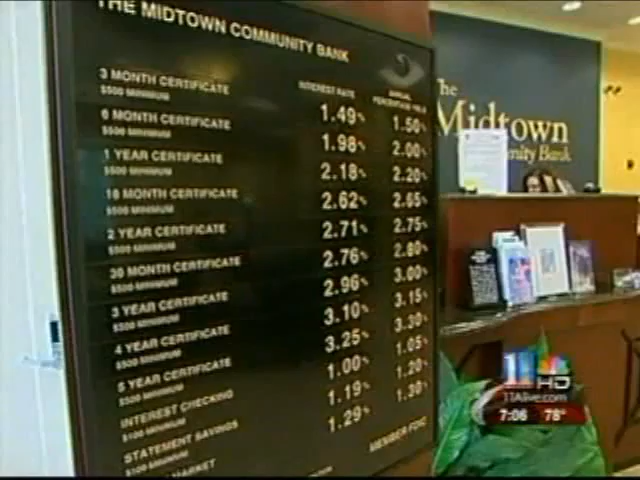 THE MIDTOWN COMMUNITY BANK
INTEREST RATE
ANNUAL PERCENTAGE YIELD
3 MONTH CERTIFICATE 1.49% 1.50%
$500 MINIMUM
6 MONTH CERTIFICATE 1.98% 2.00%
$500 MINIMUM
1 YEAR CERTIFICATE 2.18% 2.20%
$500 MINIMUM
18 MONTH CERTIFICATE 2.62% 2.65%
$500 MINIMUM
2 YEAR CERTIFICATE 2.71% 2.75%
$500 MINIMUM
30 MONTH CERTIFICATE 2.76% 2.80%
$500 MINIMUM
3 YEAR CERTIFICATE 2.96% 3.00%
$500 MINIMUM
4 YEAR CERTIFICATE 3.10% 3.15%
$500 MINIMUM
5 YEAR CERTIFICATE 3.25% 3.30%
$500 MINIMUM
INTEREST CHECKING 1.00% 1.05%
$100 MINIMUM
STATEMENT SAVINGS 1.19% 1.20%
$100 MINIMUM
MARKET 1.29% 1.30%
MEMBER FDIC
The
Midtown
nity Bank
11 HD
11Alive.com
7:06 78°